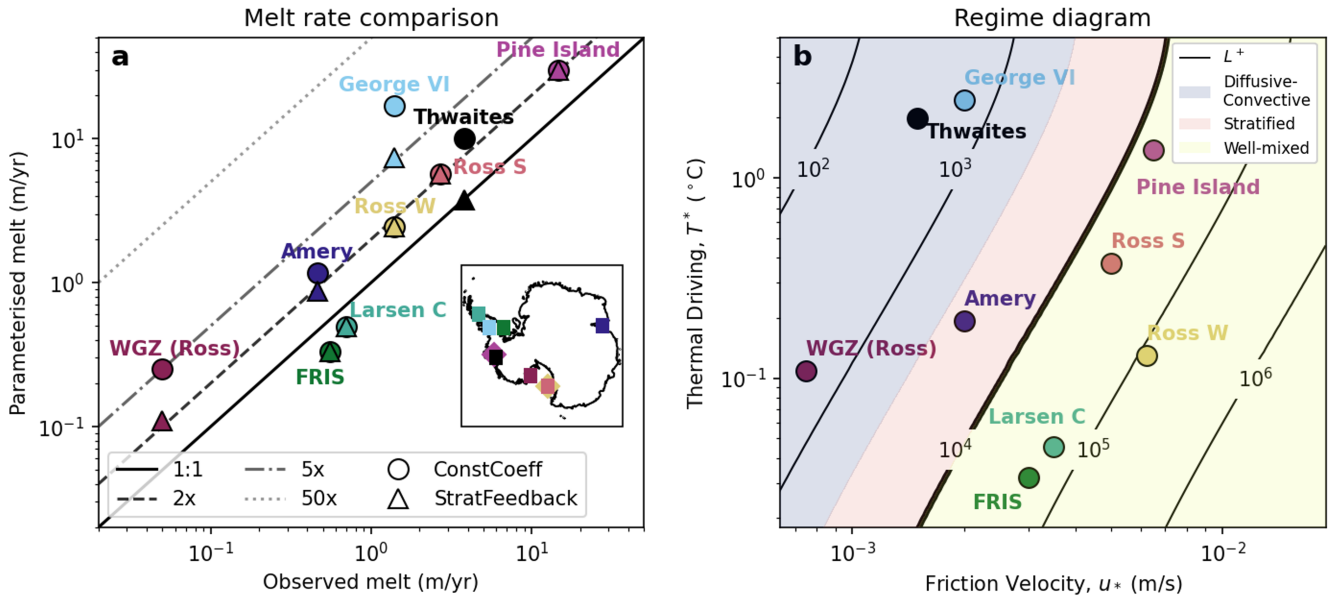 Melt rate comparison
a
Pine Island
George VI
Thwaites
Ross S
Ross W
Amery
Larsen C
WGZ (Ross)
FRIS
10¹
10⁰
10⁻¹
Parameterised melt (m/yr)
1:1
5x
ConstCoeff
2x
50x
StratFeedback
10⁻¹
10⁰
10¹
Observed melt (m/yr)
Regime diagram
b
L⁺
Diffusive-
Convective
Stratified
Well-mixed
George VI
Thwaites
10²
10³
Pine Island
Ross S
Amery
Ross W
WGZ (Ross)
10⁶
Larsen C
10⁴
10⁵
FRIS
10⁰
10⁻¹
Thermal Driving, T* (°C)
10⁻³
10⁻²
Friction Velocity, u* (m/s)